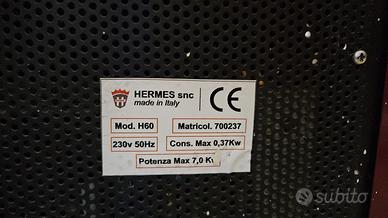 HERMES snc
made in Italy
CE
Mod. H60
Matricol. 700237
230v 50Hz
Cons. Max 0,37Kw
Potenza Max 7,0 Kw
subito